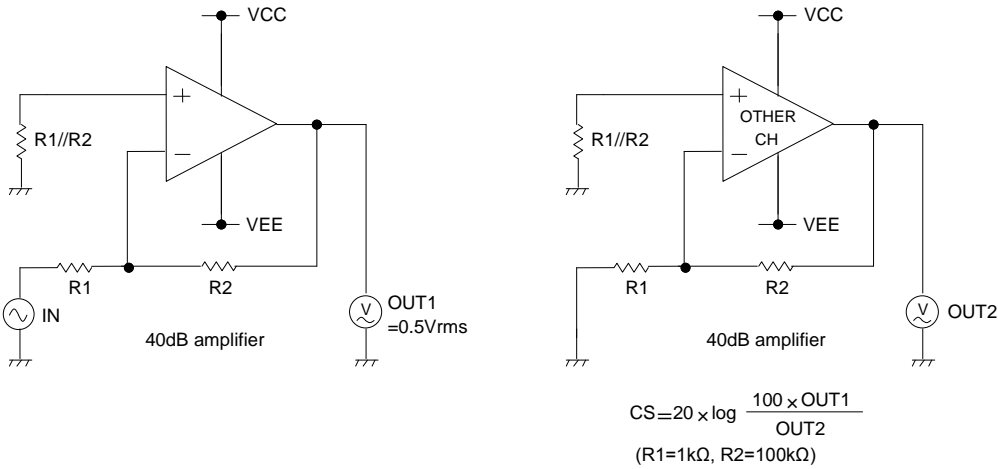 VCC
+
R1//R2
−
VEE
R1
R2
IN
V
OUT1
=0.5Vrms
40dB amplifier
VCC
+
OTHER
CH
R1//R2
−
VEE
R1
R2
V
OUT2
40dB amplifier
CS=20×log 100×OUT1
OUT2
(R1=1kΩ, R2=100kΩ)